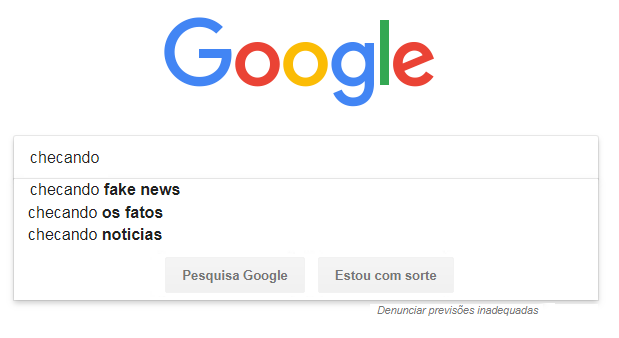 Google
checando
checando fake news
checando os fatos
checando noticias
Pesquisa Google Estou com sorte
Denunciar previsões inadequadas